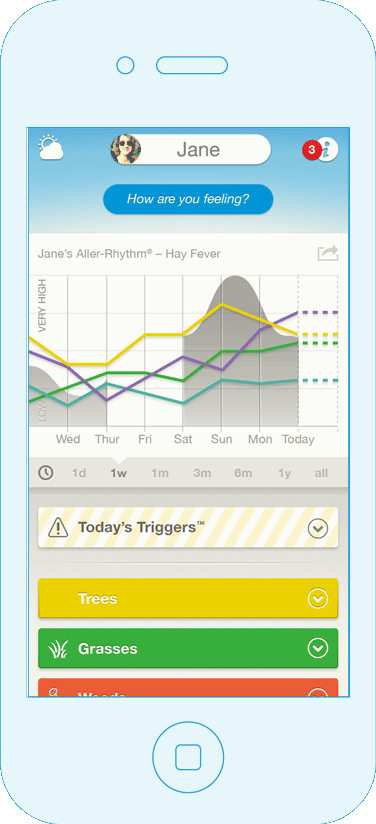 Jane
3
How are you feeling?
Jane's Aller-Rhythm® – Hay Fever
VERY HIGH
LOW
Wed Thur Fri Sat Sun Mon Today
1d 1w 1m 3m 6m 1y all
Today's Triggers™
Trees
Grasses
Weeds